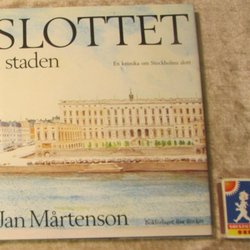 SLOTTET
staden
En krönika om Stockholms slott
Jan Mårtenson